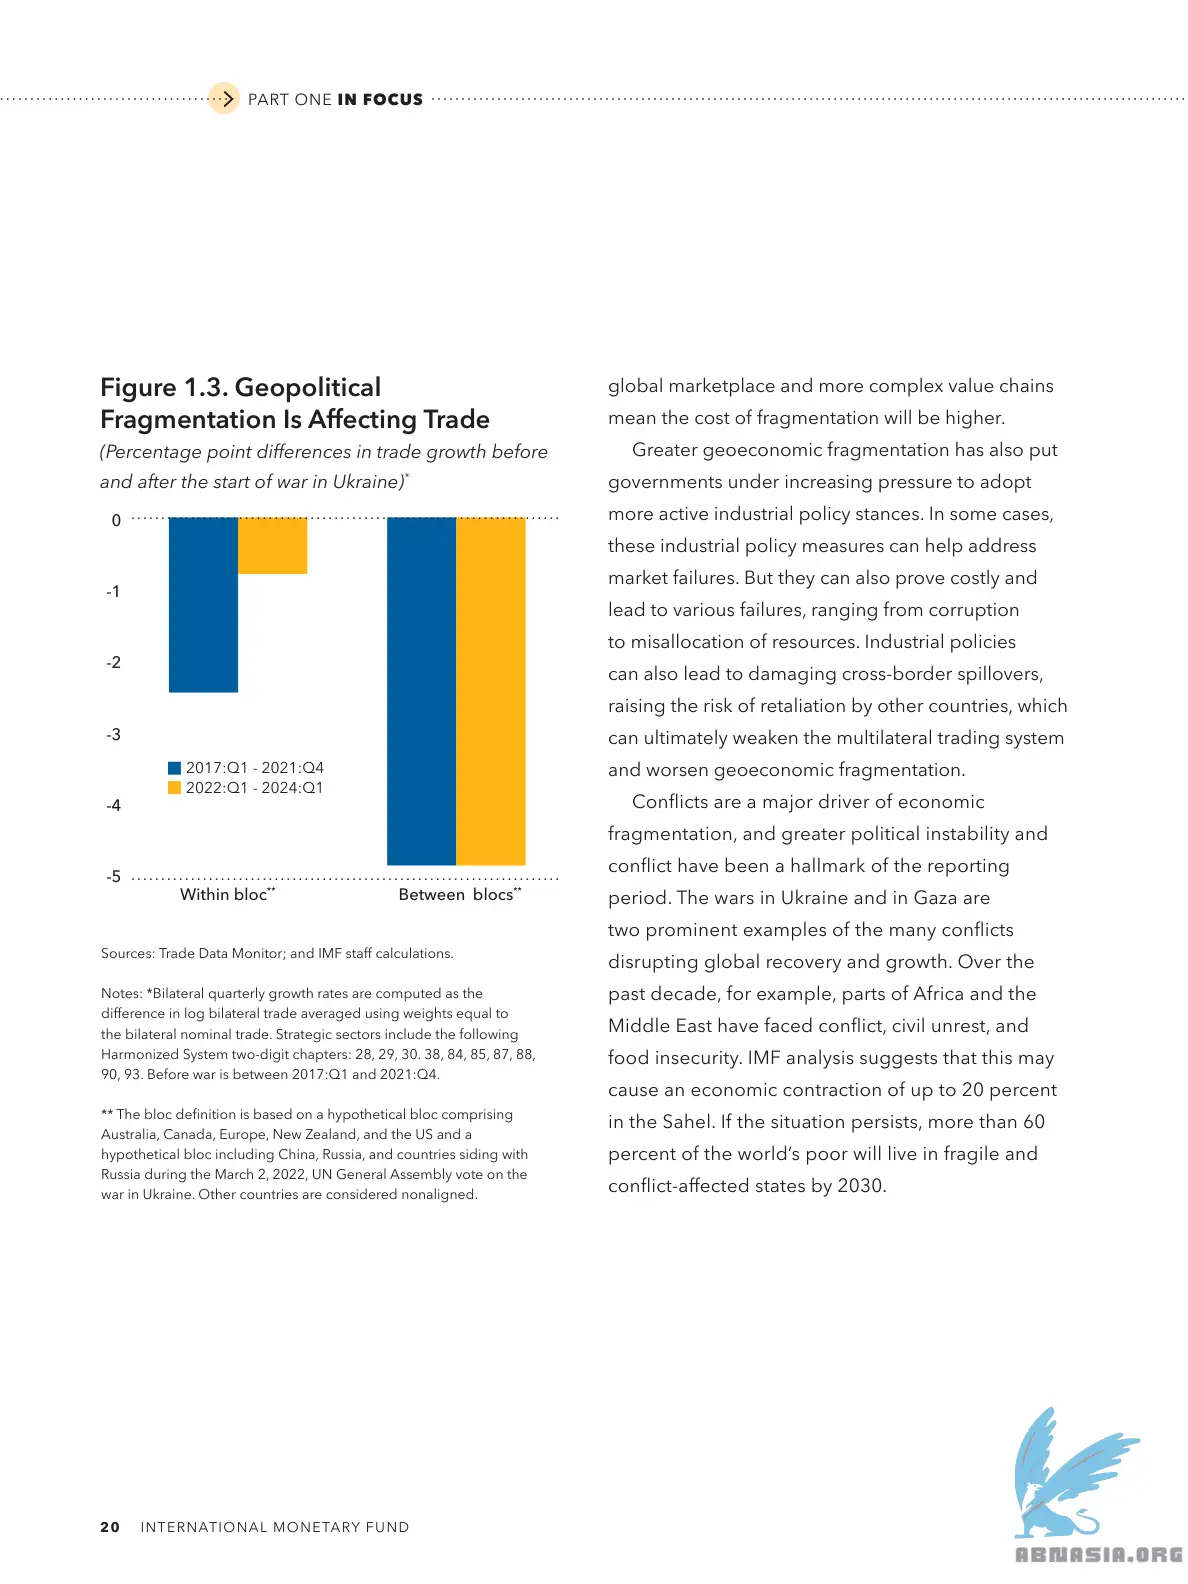 PART ONE IN FOCUS
Figure 1.3. Geopolitical
Fragmentation Is Affecting Trade
(Percentage point differences in trade growth before
and after the start of war in Ukraine)*
0
-1
-2
-3
2017:Q1 - 2021:Q4
2022:Q1 - 2024:Q1
-4
-5
Within bloc** Between blocs**
Sources: Trade Data Monitor; and IMF staff calculations.
Notes: *Bilateral quarterly growth rates are computed as the
difference in log bilateral trade averaged using weights equal to
the bilateral nominal trade. Strategic sectors include the following
Harmonized System two-digit chapters: 28, 29, 30. 38, 84, 85, 87, 88,
90, 93. Before war is between 2017:Q1 and 2021:Q4.
** The bloc definition is based on a hypothetical bloc comprising
Australia, Canada, Europe, New Zealand, and the US and a
hypothetical bloc including China, Russia, and countries siding with
Russia during the March 2, 2022, UN General Assembly vote on the
war in Ukraine. Other countries are considered nonaligned.
global marketplace and more complex value chains
mean the cost of fragmentation will be higher.
Greater geoeconomic fragmentation has also put
governments under increasing pressure to adopt
more active industrial policy stances. In some cases,
these industrial policy measures can help address
market failures. But they can also prove costly and
lead to various failures, ranging from corruption
to misallocation of resources. Industrial policies
can also lead to damaging cross-border spillovers,
raising the risk of retaliation by other countries, which
can ultimately weaken the multilateral trading system
and worsen geoeconomic fragmentation.
Conflicts are a major driver of economic
fragmentation, and greater political instability and
conflict have been a hallmark of the reporting
period. The wars in Ukraine and in Gaza are
two prominent examples of the many conflicts
disrupting global recovery and growth. Over the
past decade, for example, parts of Africa and the
Middle East have faced conflict, civil unrest, and
food insecurity. IMF analysis suggests that this may
cause an economic contraction of up to 20 percent
in the Sahel. If the situation persists, more than 60
percent of the world’s poor will live in fragile and
conflict-affected states by 2030.
20 INTERNATIONAL MONETARY FUND
ABNASIA.ORG